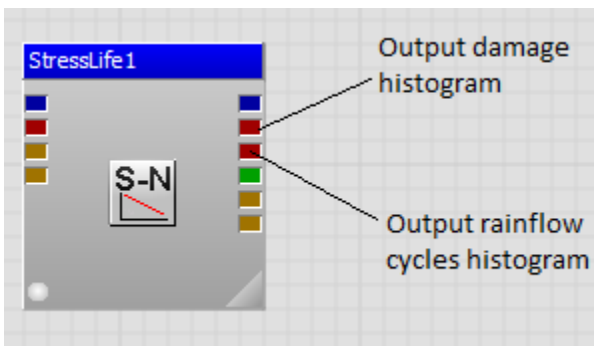 StressLife1
Output damage
histogram
S-N
Output rainflow
cycles histogram